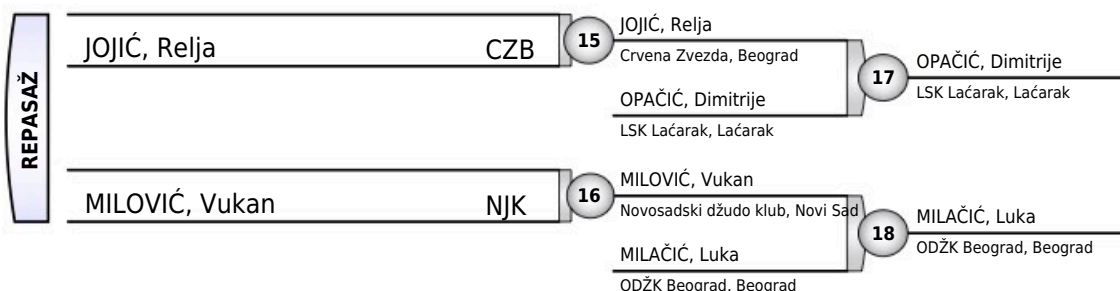 REPASAŽ
JOJIĆ, Relja CZB
15
JOJIĆ, Relja
Crvena Zvezda, Beograd
OPAČIĆ, Dimitrije
LSK Laćarak, Laćarak
17
OPAČIĆ, Dimitrije
LSK Laćarak, Laćarak
MILOVIĆ, Vukan NJK
16
MILOVIĆ, Vukan
Novosadski džudo klub, Novi Sad
MILAČIĆ, Luka
ODŽK Beograd, Beograd
18
MILAČIĆ, Luka
ODŽK Beograd, Beograd